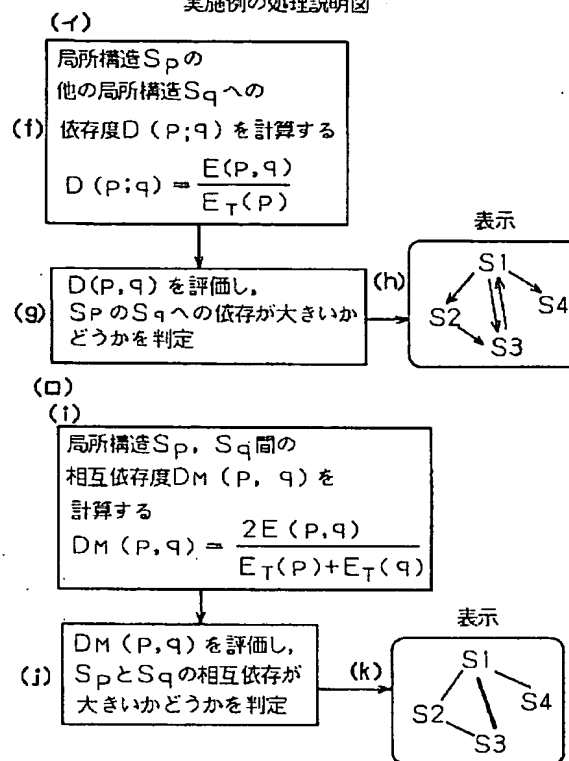 実施例の処理説明図
(イ)
局所構造Spの
他の局所構造Sqへの
(f) 依存度D(p;q)を計算する
D(p;q)=E(p,q)/E_T(p)
(g) D(p,q)を評価し,
SpのSqへの依存が大きいか
どうかを判定
(h)
表示
S1
S2
S4
S3
(ロ)
(i)
局所構造Sp, Sq間の
相互依存度DM(p, q)を
計算する
DM(p,q)=2E(p,q)/E_T(p)+E_T(q)
(j) DM(p,q)を評価し,
SpとSqの相互依存が
大きいかどうかを判定
(k)
表示
S1
S2
S4
S3